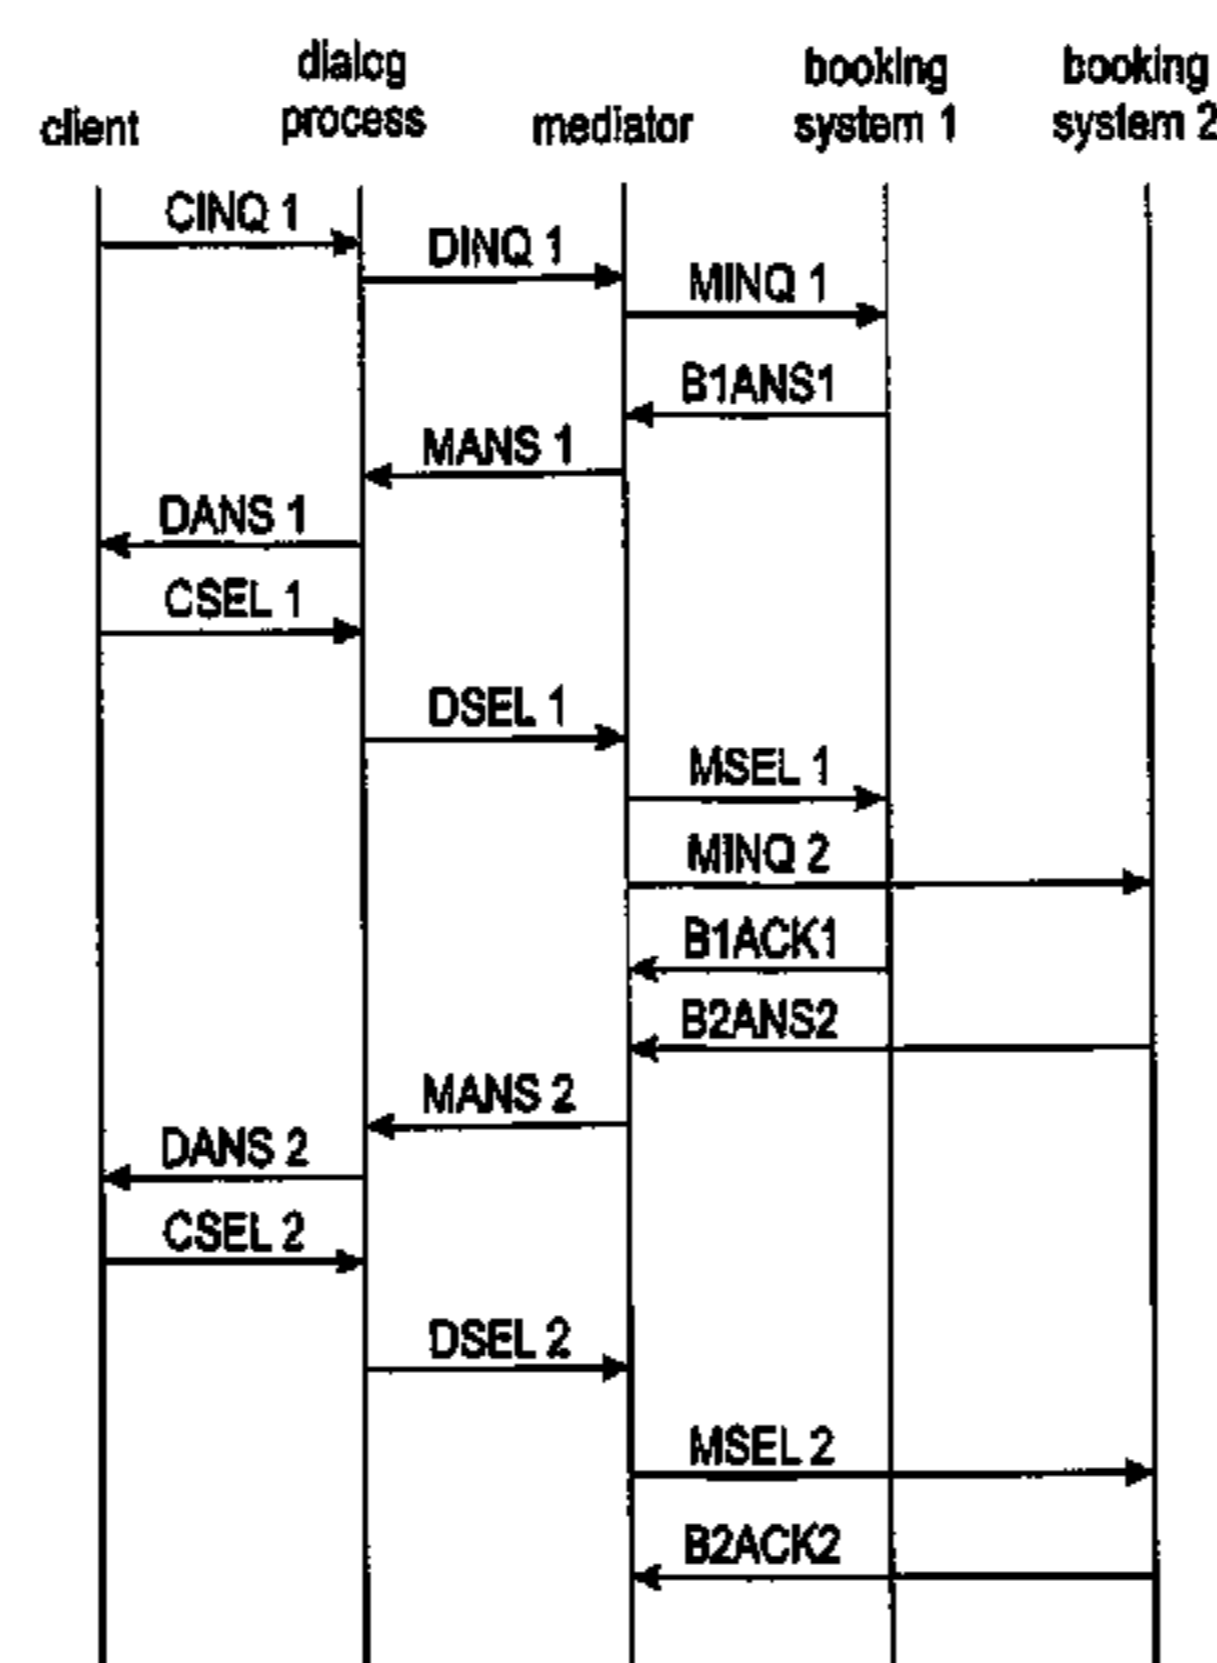 client
dialog
process
mediator
booking
system 1
booking
system 2
CINQ 1
DINQ 1
MINQ 1
B1ANS1
MANS 1
DANS 1
CSEL 1
DSEL 1
MSEL 1
MINQ 2
B1ACK1
B2ANS2
MANS 2
DANS 2
CSEL 2
DSEL 2
MSEL 2
B2ACK2